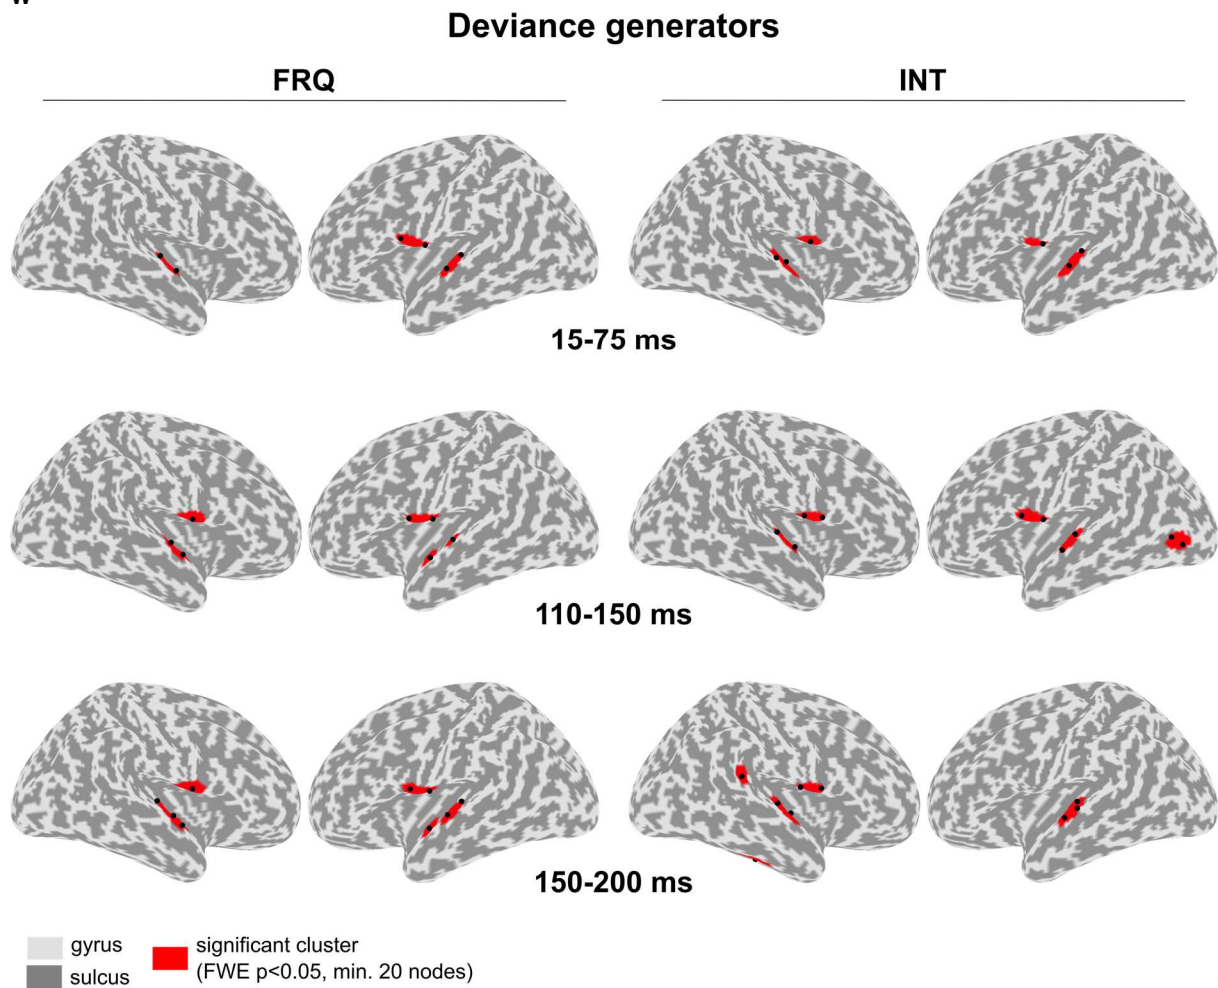 Deviance generators
FRQ
INT
15-75 ms
110-150 ms
150-200 ms
gyrus
sulcus
significant cluster
(FWE p<0.05, min. 20 nodes)